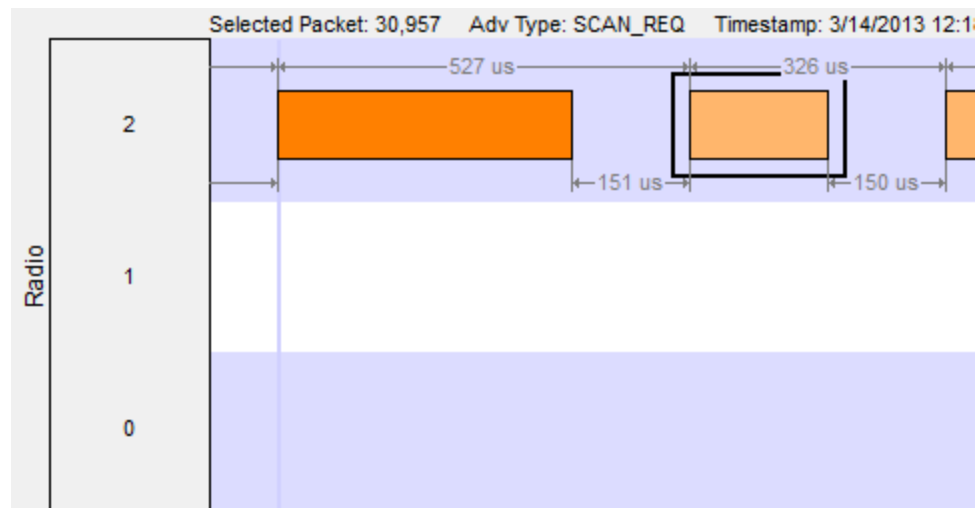 Selected Packet: 30,957 Adv Type: SCAN_REQ Timestamp: 3/14/2013 12:18
527 us 326 us
2
151 us 150 us
Radio
1
0